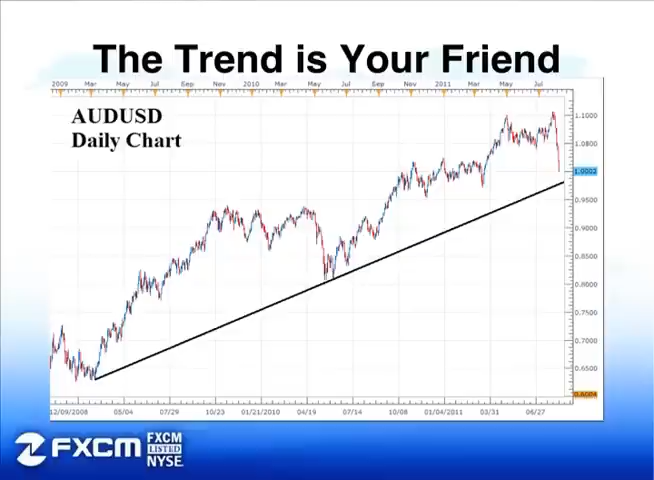 The Trend is Your Friend
2009 Mar May Jul Sep Nov 2010 Mar May Jul Sep Nov 2011 Mar May Jul
AUDUSD
Daily Chart
1.1000
1.0800
1.0003
0.9500
0.9000
0.8500
0.8000
0.7500
0.7000
0.6500
0.6004
12/09/2008 05/04 07/29 10/23 01/21/2010 04/19 07/14 10/08 01/04/2011 03/31 06/27
FXCM
FXCM
LISTED
NYSE